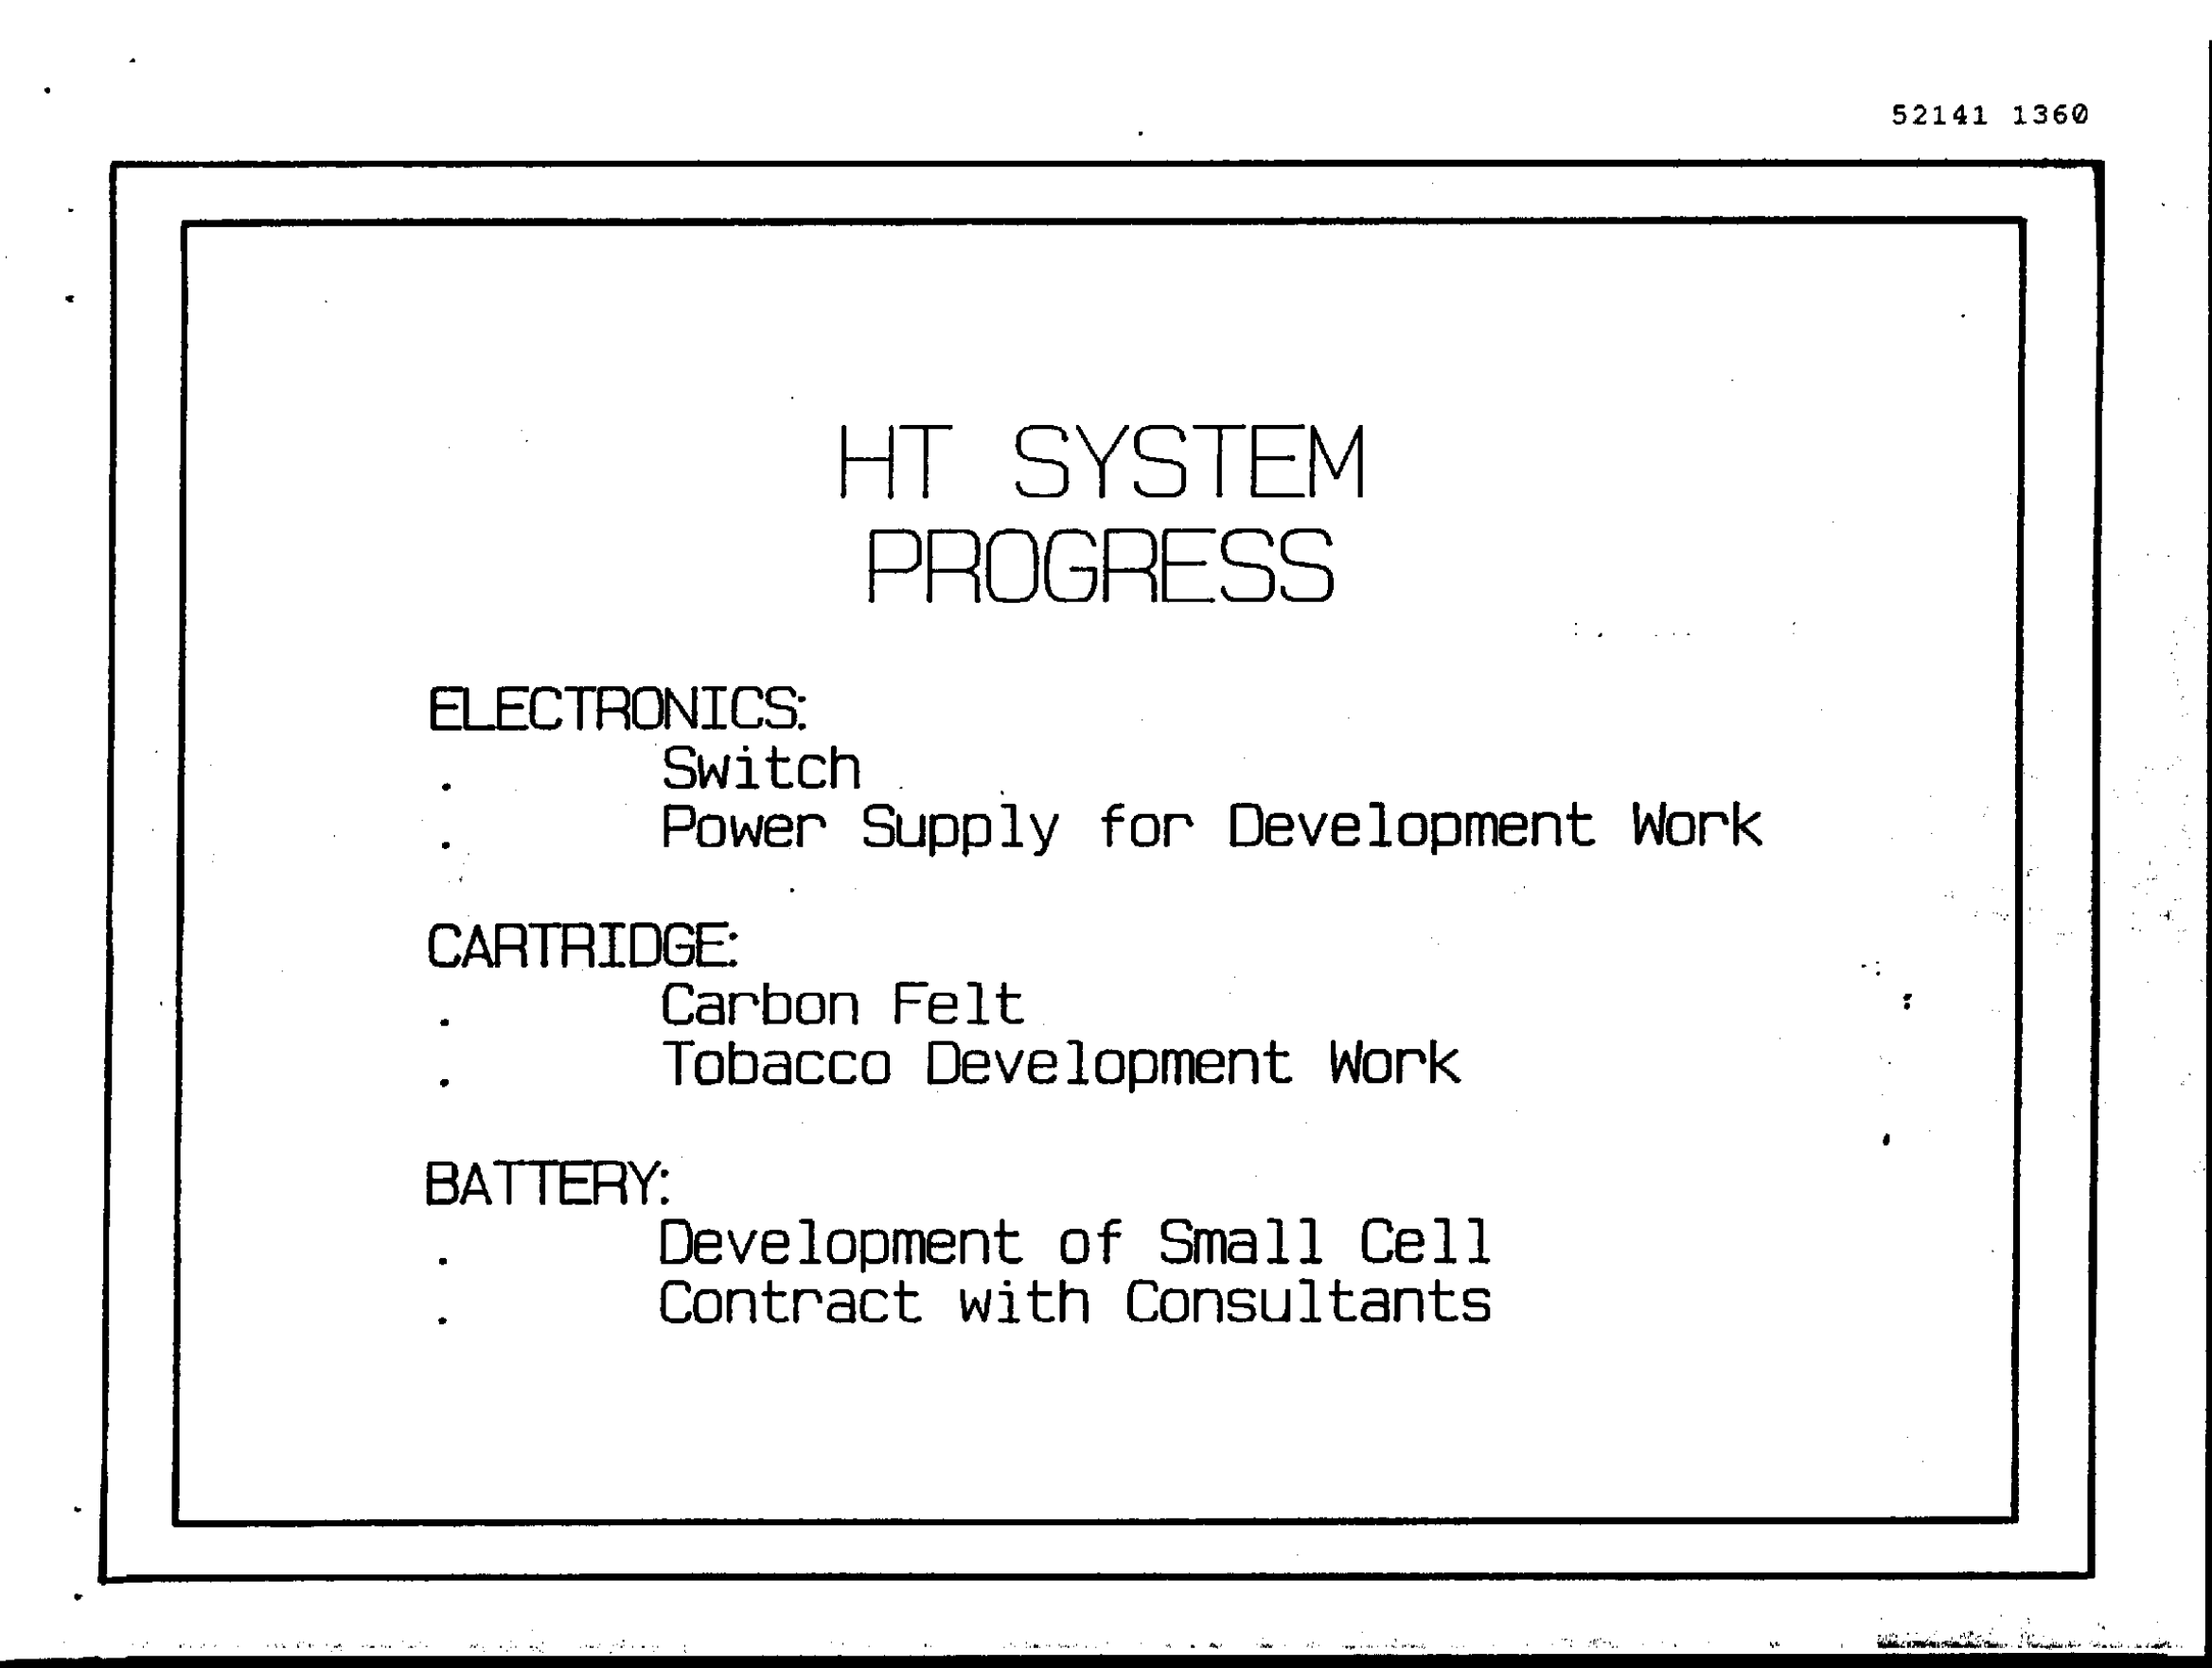 52141 1360
HT SYSTEM
PROGRESS
ELECTRONICS:
. Switch
. Power Supply for Development Work
CARTRIDGE:
. Carbon Felt
. Tobacco Development Work
BATTERY:
. Development of Small Cell
. Contract with Consultants